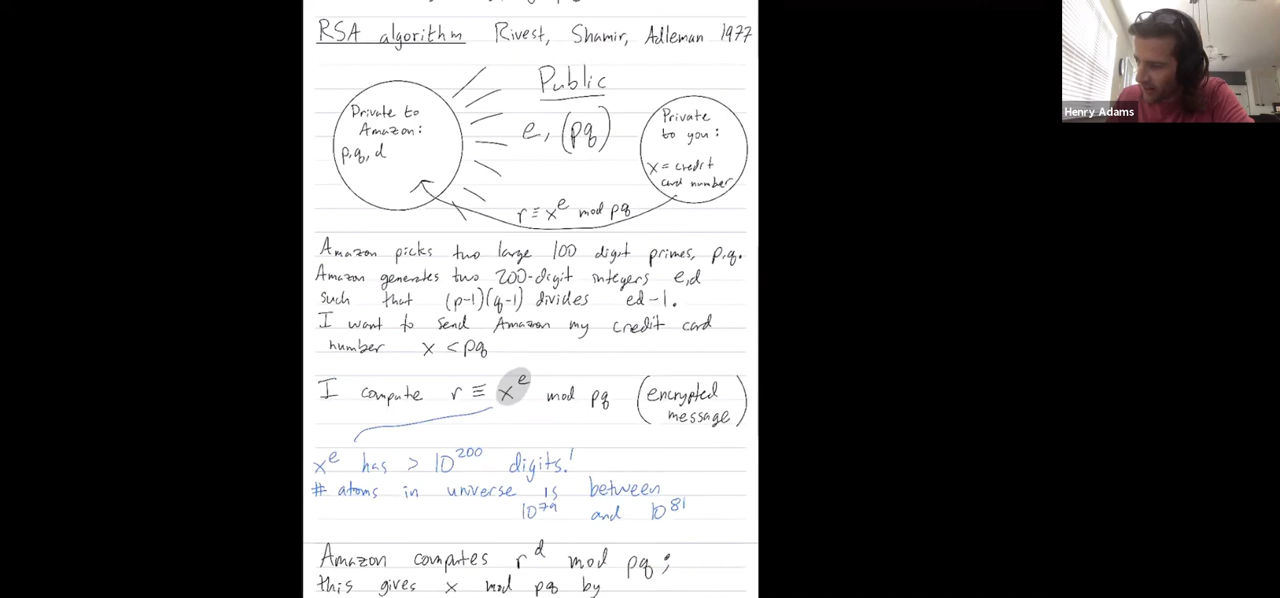 RSA algorithm Rivest, Shamir, Adleman 1977
Public
Private to
Amazon:
p,q,d
e, (pq)
Private
to you:
x = credit
card number
r ≡ x^e mod pq
Amazon picks two large 100 digit primes, p,q.
Amazon generates two 200-digit integers e,d
such that (p-1)(q-1) divides ed-1.
I want to send Amazon my credit card
number x < pq
I compute r ≡ x^e mod pq (encrypted
message)
x^e has > 10^200 digits!
# atoms in universe is between
10^79 and 10^81
Amazon computes r^d mod pq;
this gives x mod pq by
Henry Adams